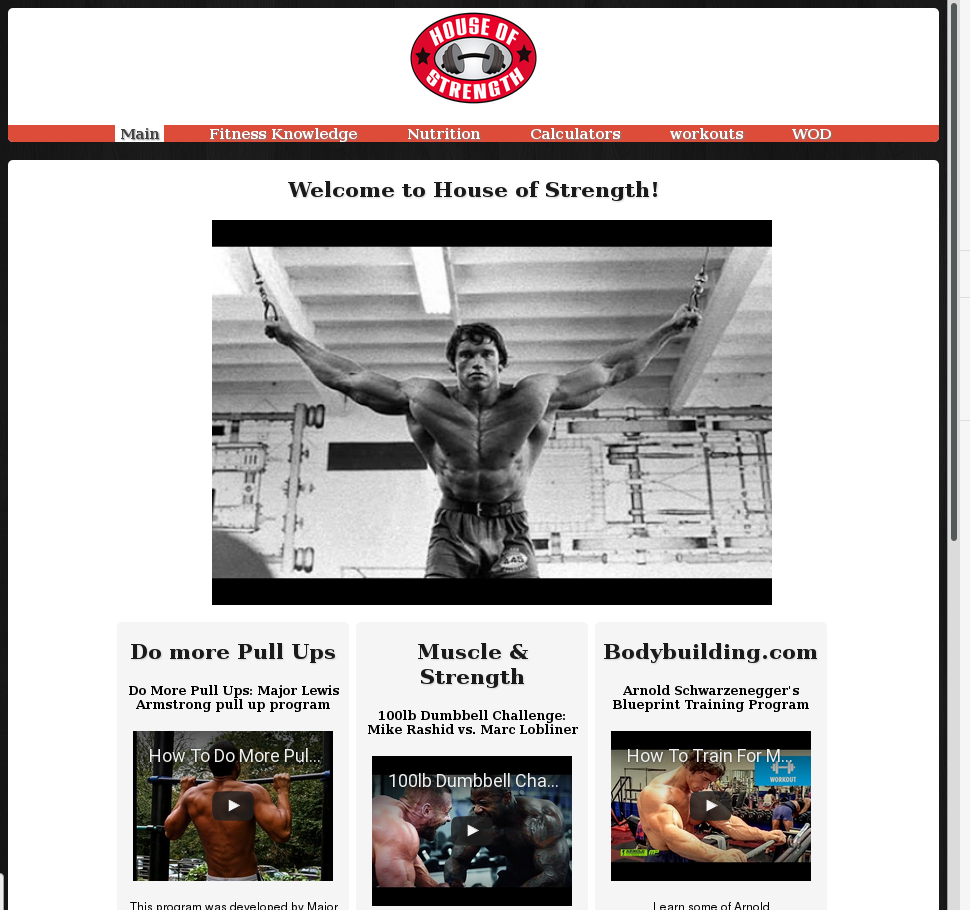 HOUSE OF
STRENGTH
Main Fitness Knowledge Nutrition Calculators workouts WOD
Welcome to House of Strength!
Do more Pull Ups
Do More Pull Ups: Major Lewis
Armstrong pull up program
How To Do More Pul...
This program was developed by Major
Muscle &
Strength
100lb Dumbbell Challenge:
Mike Rashid vs. Marc Lobliner
100lb Dumbbell Cha...
Bodybuilding.com
Arnold Schwarzenegger's
Blueprint Training Program
How To Train For M...
WORKOUT
Learn some of Arnold